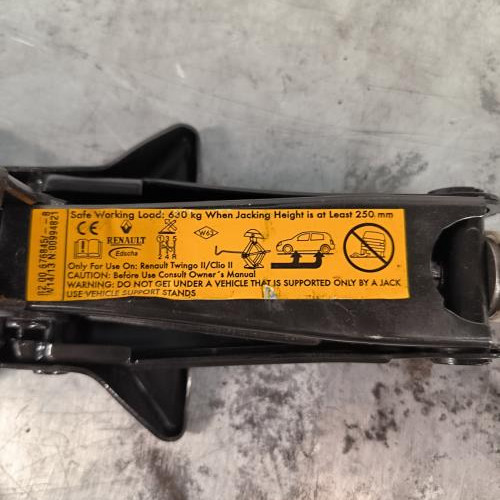 Safe Working Load: 630 kg When Jacking Height is at Least 250 mm
CE
RENAULT
W63
Edscha
Only For Use On: Renault Twingo II/Clio II
CAUTION: Before Use Consult Owner's Manual
WARNING: DO NOT GET UNDER A VEHICLE THAT IS SUPPORTED ONLY BY A JACK
USE VEHICLE SUPPORT STANDS